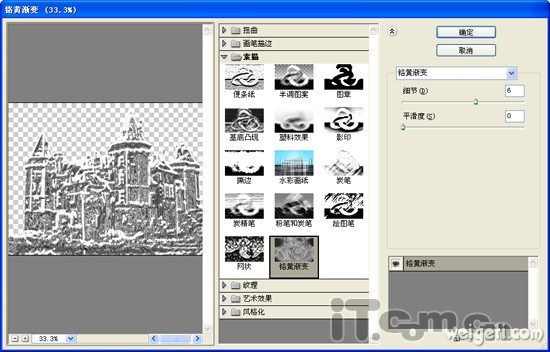 铬黄渐变 (33.3%)
扭曲
画笔描边
素描
便条纸
半调图案
图章
基底凸现
塑料效果
影印
撕边
水彩画纸
炭笔
炭精笔
粉笔和炭笔
绘图笔
网状
铬黄渐变
纹理
艺术效果
风格化
33.3%
确定
取消
铬黄渐变
细节(D)
6
平滑度(S)
0
铬黄渐变
iT.com.cn